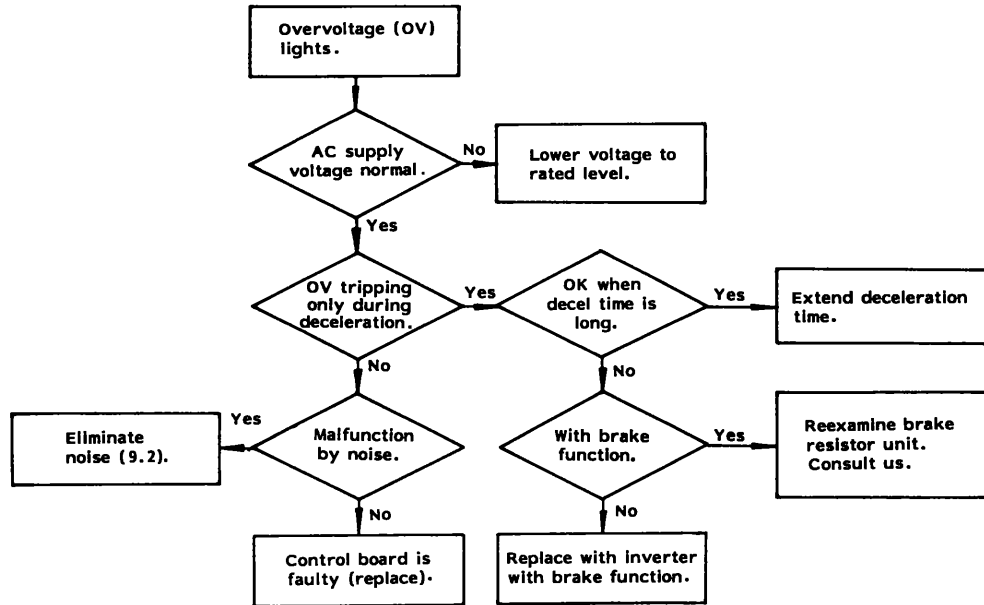 Overvoltage (OV)
lights.
AC supply
voltage normal.
No
Lower voltage to
rated level.
Yes
OV tripping
only during
deceleration.
Yes
OK when
decel time is
long.
Yes
Extend deceleration
time.
No
No
Yes
Eliminate
noise (9.2).
Malfunction
by noise.
With brake
function.
Yes
Reexamine brake
resistor unit.
Consult us.
No
No
Control board is
faulty (replace).
Replace with inverter
with brake function.